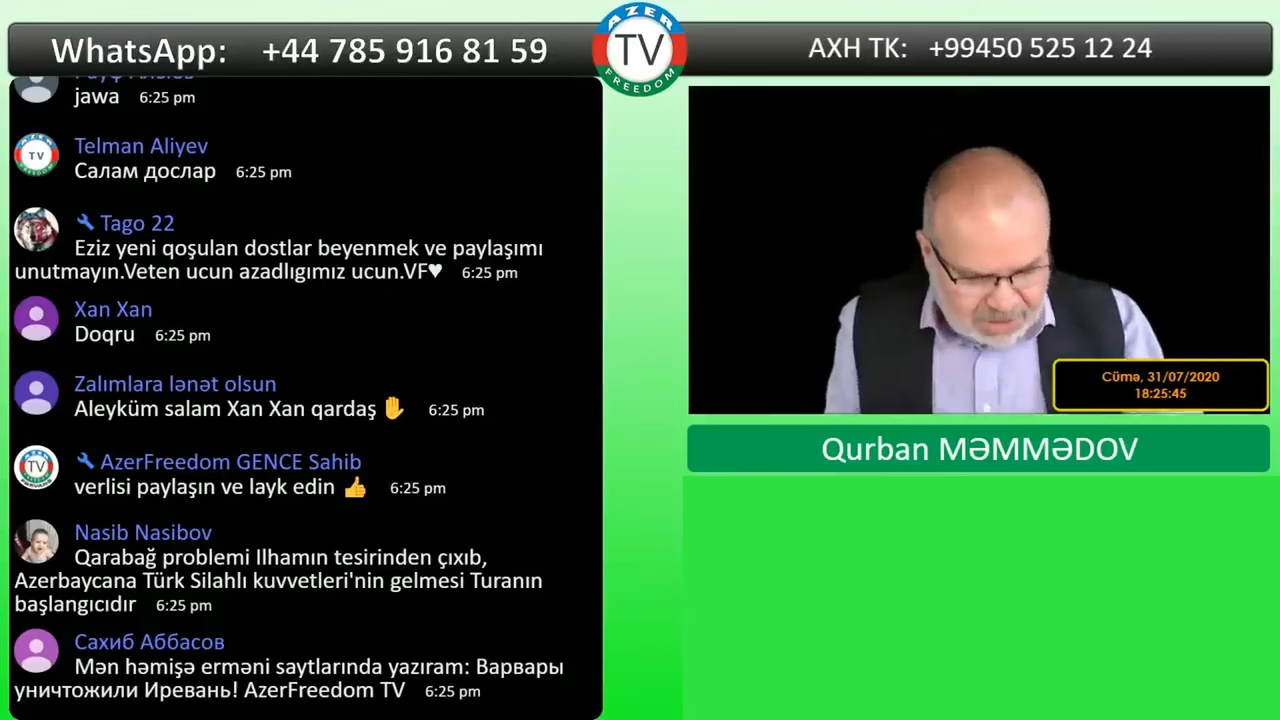 WhatsApp: +44 785 916 81 59
AZER
TV
FREEDOM
AXH TK: +99450 525 12 24
jawa 6:25 pm
Telman Aliyev
Салам дослар 6:25 pm
Tago 22
Eziz yeni qoşulan dostlar beyenmek ve paylaşımı
unutmayın.Veten ucun azadlıgımız ucun.VF♥ 6:25 pm
Xan Xan
Doqru 6:25 pm
Zalımlara lənət olsun
Aleyküm salam Xan Xan qardaş ✋ 6:25 pm
AzerFreedom GENCE Sahib
verlisi paylaşın ve layk edin 👍 6:25 pm
Nasib Nasibov
Qarabağ problemi Ilhamın tesirinden çıxıb,
Azerbaycana Türk Silahlı kuvvetleri'nin gelmesi Turanın
başlangıcıdır 6:25 pm
Сахиб Аббасов
Mən həmişə erməni saytlarında yazıram: Варвары
уничтожили Иревань! AzerFreedom TV 6:25 pm
Cümə, 31/07/2020
18:25:45
Qurban MƏMMƏDOV